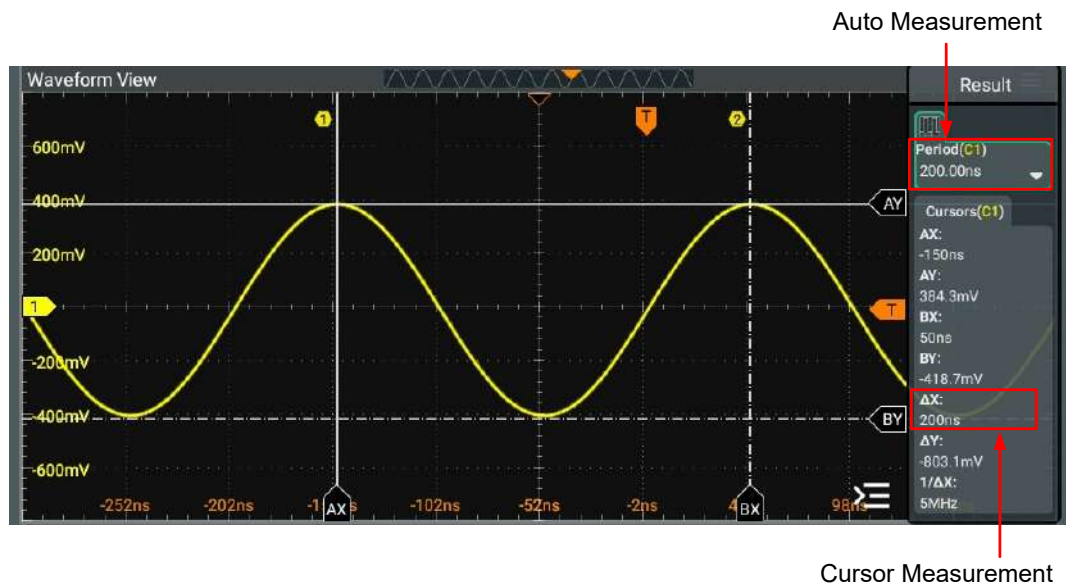 Auto Measurement
Waveform View
Result
1
T
2
600mV
Period(C1)
200.00ns
400mV
AY
Cursors(C1)
AX:
-150ns
200mV
AY:
384.3mV
1
T
BX:
50ns
BY:
-200mV
-418.7mV
ΔX:
-400mV
BY
200ns
ΔY:
-600mV
-803.1mV
1/ΔX:
5MHz
-252ns
-202ns
AX
-102ns
-52ns
-2ns
BX
Cursor Measurement